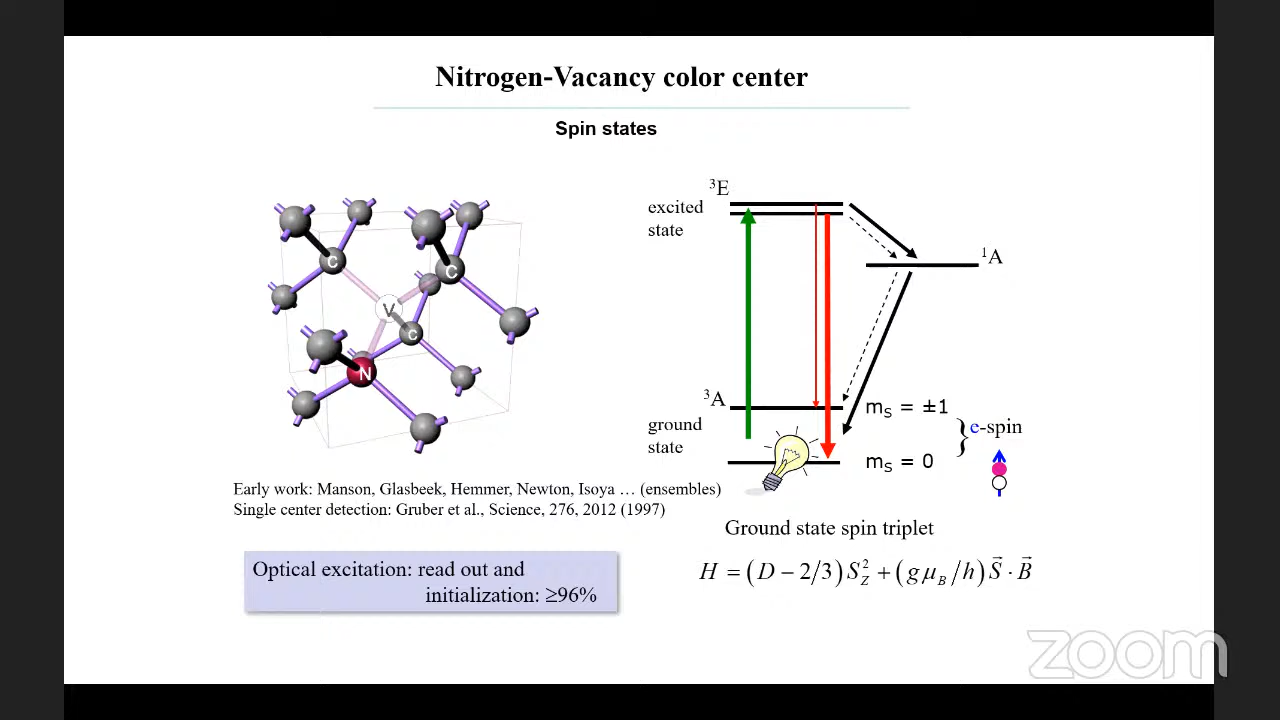 Nitrogen-Vacancy color center
Spin states
³E
excited
state
¹A
C
C
V
C
N
³A
ground
state
mₛ = ±1
mₛ = 0
e-spin
Early work: Manson, Glasbeek, Hemmer, Newton, Isoya … (ensembles)
Single center detection: Gruber et al., Science, 276, 2012 (1997)
Ground state spin triplet
H = (D − 2/3) S_Z² + (g μ_B / h) S⃗ · B⃗
Optical excitation: read out and
initialization: ≥96%
zoom